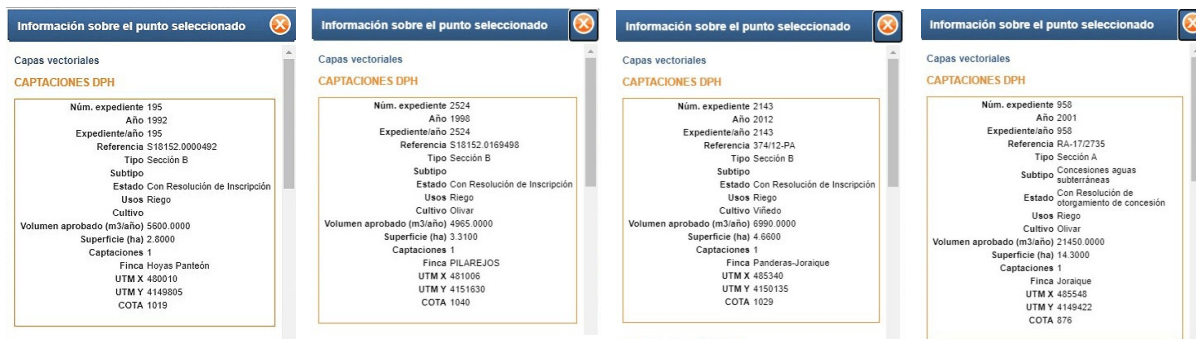 Información sobre el punto seleccionado
Capas vectoriales
CAPTACIONES DPH
Núm. expediente 195
Año 1992
Expediente/año 195
Referencia S18152.0000492
Tipo Sección B
Subtipo
Estado Con Resolución de Inscripción
Usos Riego
Cultivo
Volumen aprobado (m3/año) 5600.0000
Superficie (ha) 2.8000
Captaciones 1
Finca Hoyas Panteón
UTM X 480010
UTM Y 4149805
COTA 1019
Información sobre el punto seleccionado
Capas vectoriales
CAPTACIONES DPH
Núm. expediente 2524
Año 1998
Expediente/año 2524
Referencia S18152.0169498
Tipo Sección B
Subtipo
Estado Con Resolución de Inscripción
Usos Riego
Cultivo Olivar
Volumen aprobado (m3/año) 4965.0000
Superficie (ha) 3.3100
Captaciones 1
Finca PILAREJOS
UTM X 481006
UTM Y 4151630
COTA 1040
Información sobre el punto seleccionado
Capas vectoriales
CAPTACIONES DPH
Núm. expediente 2143
Año 2012
Expediente/año 2143
Referencia 374/12-PA
Tipo Sección B
Subtipo
Estado Con Resolución de Inscripción
Usos Riego
Cultivo Viñedo
Volumen aprobado (m3/año) 6990.0000
Superficie (ha) 4.6600
Captaciones 1
Finca Panderas-Joraique
UTM X 485340
UTM Y 4150135
COTA 1029
Información sobre el punto seleccionado
Capas vectoriales
CAPTACIONES DPH
Núm. expediente 958
Año 2001
Expediente/año 958
Referencia RA-17/2735
Tipo Sección A
Subtipo Concesiones aguas
subterráneas
Estado Con Resolución de
otorgamiento de concesión
Usos Riego
Cultivo Olivar
Volumen aprobado (m3/año) 21450.0000
Superficie (ha) 14.3000
Captaciones 1
Finca Joraique
UTM X 485548
UTM Y 4149422
COTA 876